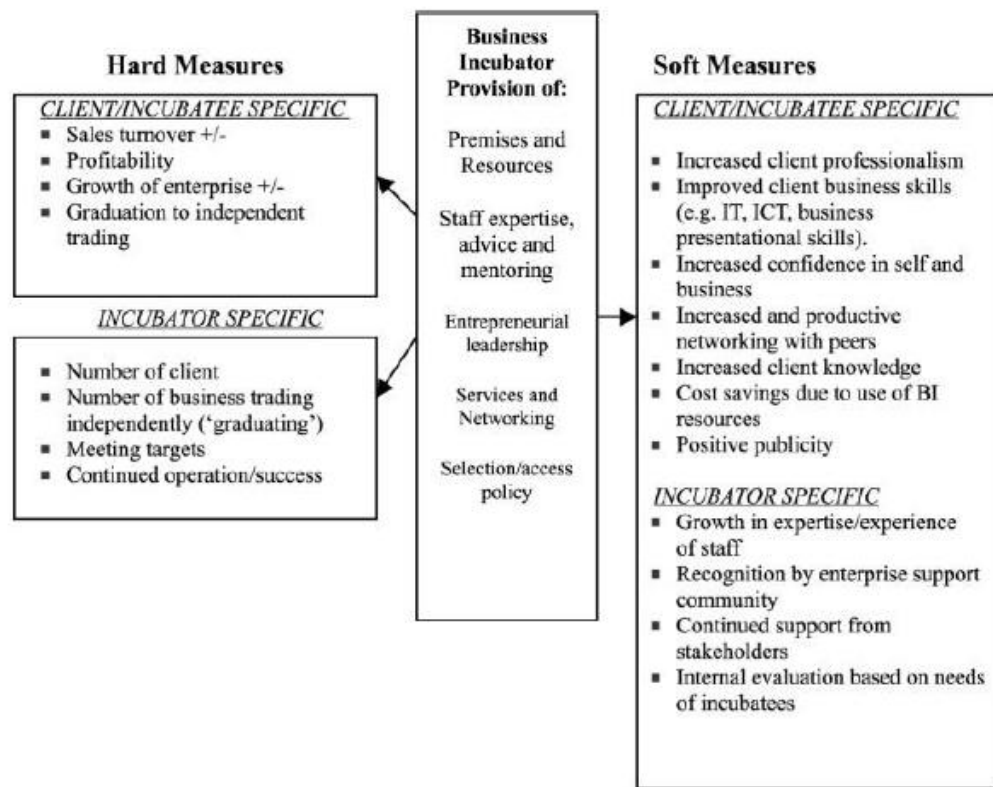 Hard Measures
CLIENT/INCUBATEE SPECIFIC
▪ Sales turnover +/-
▪ Profitability
▪ Growth of enterprise +/-
▪ Graduation to independent
trading
INCUBATOR SPECIFIC
▪ Number of client
▪ Number of business trading
independently (‘graduating’)
▪ Meeting targets
▪ Continued operation/success
Business
Incubator
Provision of:
Premises and
Resources
Staff expertise,
advice and
mentoring
Entrepreneurial
leadership
Services and
Networking
Selection/access
policy
Soft Measures
CLIENT/INCUBATEE SPECIFIC
▪ Increased client professionalism
▪ Improved client business skills
(e.g. IT, ICT, business
presentational skills).
▪ Increased confidence in self and
business
▪ Increased and productive
networking with peers
▪ Increased client knowledge
▪ Cost savings due to use of BI
resources
▪ Positive publicity
INCUBATOR SPECIFIC
▪ Growth in expertise/experience
of staff
▪ Recognition by enterprise support
community
▪ Continued support from
stakeholders
▪ Internal evaluation based on needs
of incubatees